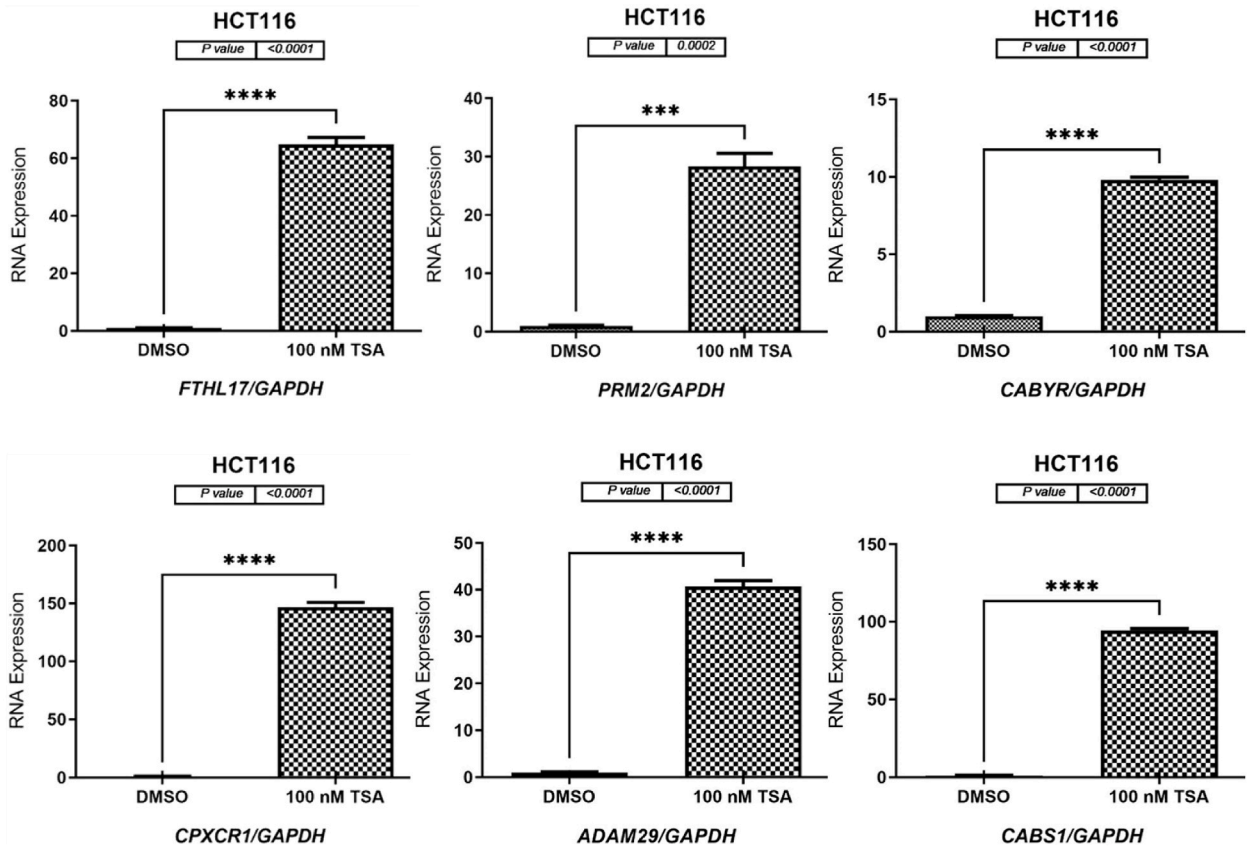 HCT116
P value <0.0001
****
RNA Expression
80
60
40
20
0
DMSO 100 nM TSA
FTHL17/GAPDH
HCT116
P value 0.0002
***
RNA Expression
40
30
20
10
0
DMSO 100 nM TSA
PRM2/GAPDH
HCT116
P value <0.0001
****
RNA Expression
15
10
5
0
DMSO 100 nM TSA
CABYR/GAPDH
HCT116
P value <0.0001
****
RNA Expression
200
150
100
50
0
DMSO 100 nM TSA
CPXCR1/GAPDH
HCT116
P value <0.0001
****
RNA Expression
50
40
30
20
10
0
DMSO 100 nM TSA
ADAM29/GAPDH
HCT116
P value <0.0001
****
RNA Expression
150
100
50
0
DMSO 100 nM TSA
CABS1/GAPDH